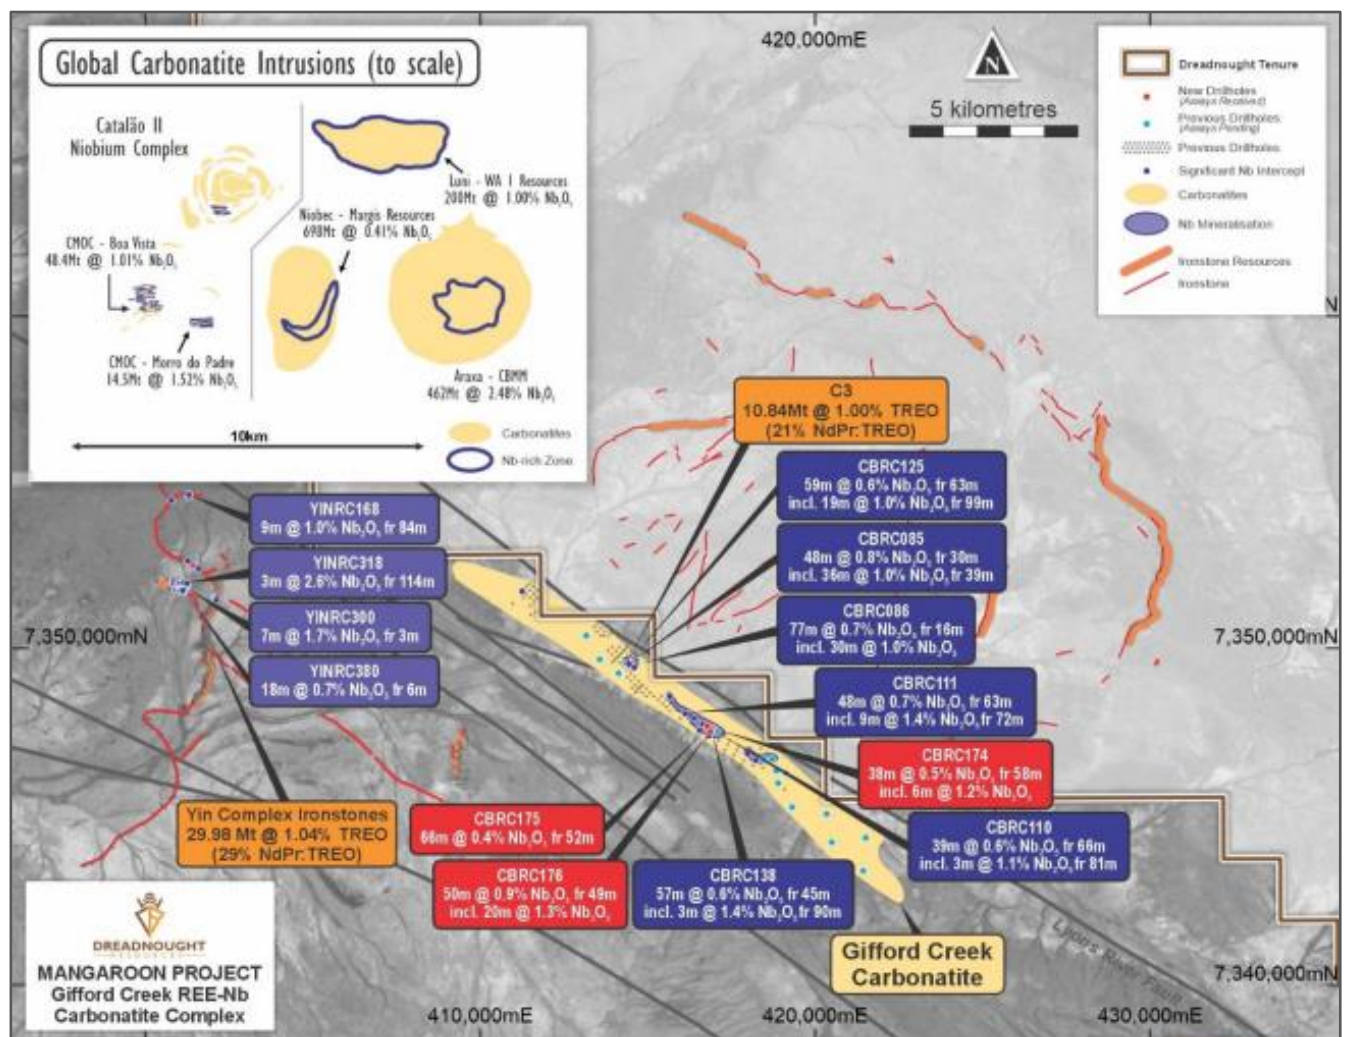 Global Carbonatite Intrusions (to scale)
Catalão II
Niobium Complex
Luni - WA 1 Resources
200Mt @ 1.00% Nb₂O₅
Niobec - Margis Resources
698Mt @ 0.41% Nb₂O₅
CMOC - Boa Vista
48.4Mt @ 1.01% Nb₂O₅
CMOC - Morro do Padre
14.5Mt @ 1.52% Nb₂O₅
Araxa - CBMM
462Mt @ 2.48% Nb₂O₅
10km
Carbonatites
Nb-rich Zone
420,000mE
N
5 kilometres
Dreadnought Tenure
New Drillholes
(Assays Received)
Previous Drillholes
(Assays Pending)
Previous Drillholes
Significant Nb Intercept
Carbonatites
Nb Mineralisation
Ironstone Resources
Ironstone
N
C3
10.84Mt @ 1.00% TREO
(21% NdPr:TREO)
CBRC125
59m @ 0.6% Nb₂O₅ fr 63m
incl. 19m @ 1.0% Nb₂O₅ fr 99m
CBRC085
48m @ 0.8% Nb₂O₅ fr 30m
incl. 36m @ 1.0% Nb₂O₅ fr 39m
CBRC086
77m @ 0.7% Nb₂O₅ fr 16m
incl. 30m @ 1.0% Nb₂O₅
CBRC111
48m @ 0.7% Nb₂O₅ fr 63m
incl. 9m @ 1.4% Nb₂O₅ fr 72m
CBRC174
38m @ 0.5% Nb₂O₅ fr 58m
incl. 6m @ 1.2% Nb₂O₅
CBRC110
39m @ 0.6% Nb₂O₅ fr 66m
incl. 3m @ 1.1% Nb₂O₅ fr 81m
YINRC168
9m @ 1.0% Nb₂O₅ fr 84m
YINRC318
3m @ 2.6% Nb₂O₅ fr 114m
YINRC300
7m @ 1.7% Nb₂O₅ fr 3m
YINRC380
18m @ 0.7% Nb₂O₅ fr 6m
7,350,000mN
7,350,000mN
Yin Complex Ironstones
29.98 Mt @ 1.04% TREO
(29% NdPr:TREO)
CBRC175
66m @ 0.4% Nb₂O₅ fr 52m
CBRC176
50m @ 0.9% Nb₂O₅ fr 49m
incl. 20m @ 1.3% Nb₂O₅
CBRC138
57m @ 0.6% Nb₂O₅ fr 45m
incl. 3m @ 1.4% Nb₂O₅ fr 90m
Gifford Creek
Carbonatite
Lyons River Fault
7,340,000mN
DREADNOUGHT
RESOURCES
MANGAROON PROJECT
Gifford Creek REE-Nb
Carbonatite Complex
410,000mE
420,000mE
430,000mE